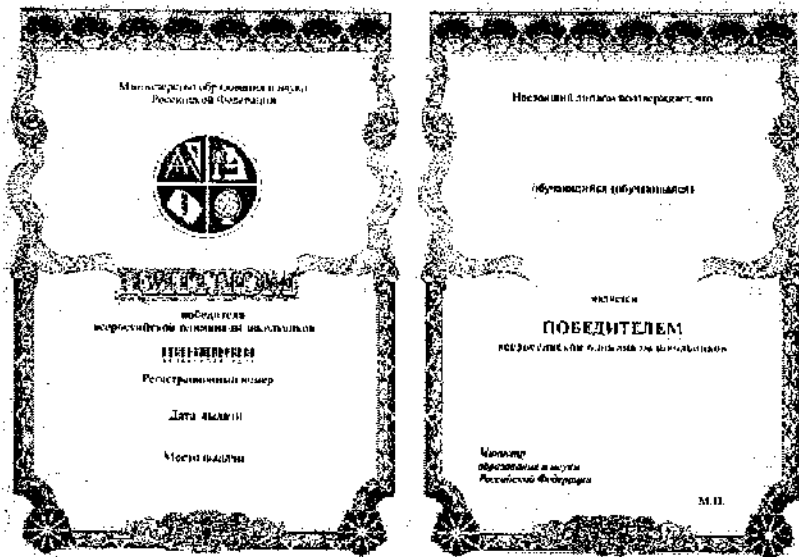 Министерство образования и науки
Российской Федерации
ДИПЛОМ
победителя
всероссийской олимпиады школьников
Регистрационный номер
Дата выдачи
Место выдачи
Настоящий диплом подтверждает, что
обучающийся (обучающаяся)
является
ПОБЕДИТЕЛЕМ
всероссийской олимпиады школьников
Министр
образования и науки
Российской Федерации
М.П.